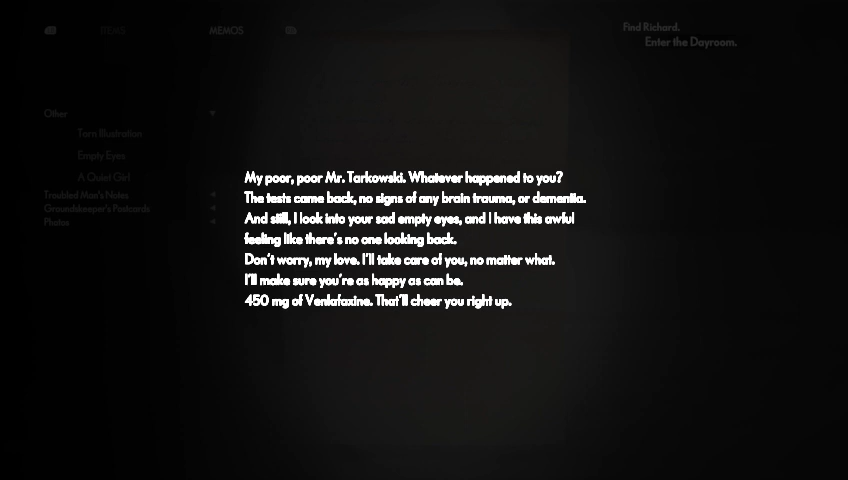 ITEMS
MEMOS
Find Richard.
Enter the Dayroom.
Other
Torn Illustration
Empty Eyes
A Quiet Girl
Troubled Man's Notes
Groundskeeper's Postcards
Photos
My poor, poor Mr. Tarkowski. Whatever happened to you?
The tests came back, no signs of any brain trauma, or dementia.
And still, I look into your sad empty eyes, and I have this awful
feeling like there's no one looking back.
Don't worry, my love. I'll take care of you, no matter what.
I'll make sure you're as happy as can be.
450 mg of Venlafaxine. That'll cheer you right up.